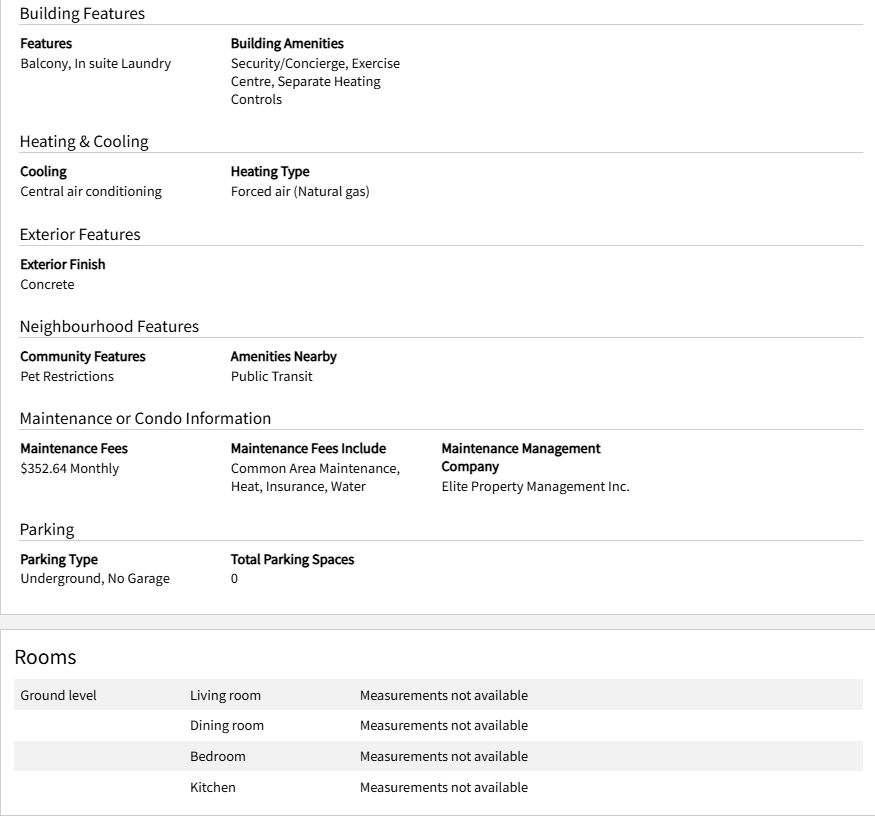 Building Features
Features
Balcony, In suite Laundry
Building Amenities
Security/Concierge, Exercise
Centre, Separate Heating
Controls
Heating & Cooling
Cooling
Central air conditioning
Heating Type
Forced air (Natural gas)
Exterior Features
Exterior Finish
Concrete
Neighbourhood Features
Community Features
Pet Restrictions
Amenities Nearby
Public Transit
Maintenance or Condo Information
Maintenance Fees
$352.64 Monthly
Maintenance Fees Include
Common Area Maintenance,
Heat, Insurance, Water
Maintenance Management
Company
Elite Property Management Inc.
Parking
Parking Type
Underground, No Garage
Total Parking Spaces
0
Rooms
Ground level Living room Measurements not available
Dining room Measurements not available
Bedroom Measurements not available
Kitchen Measurements not available